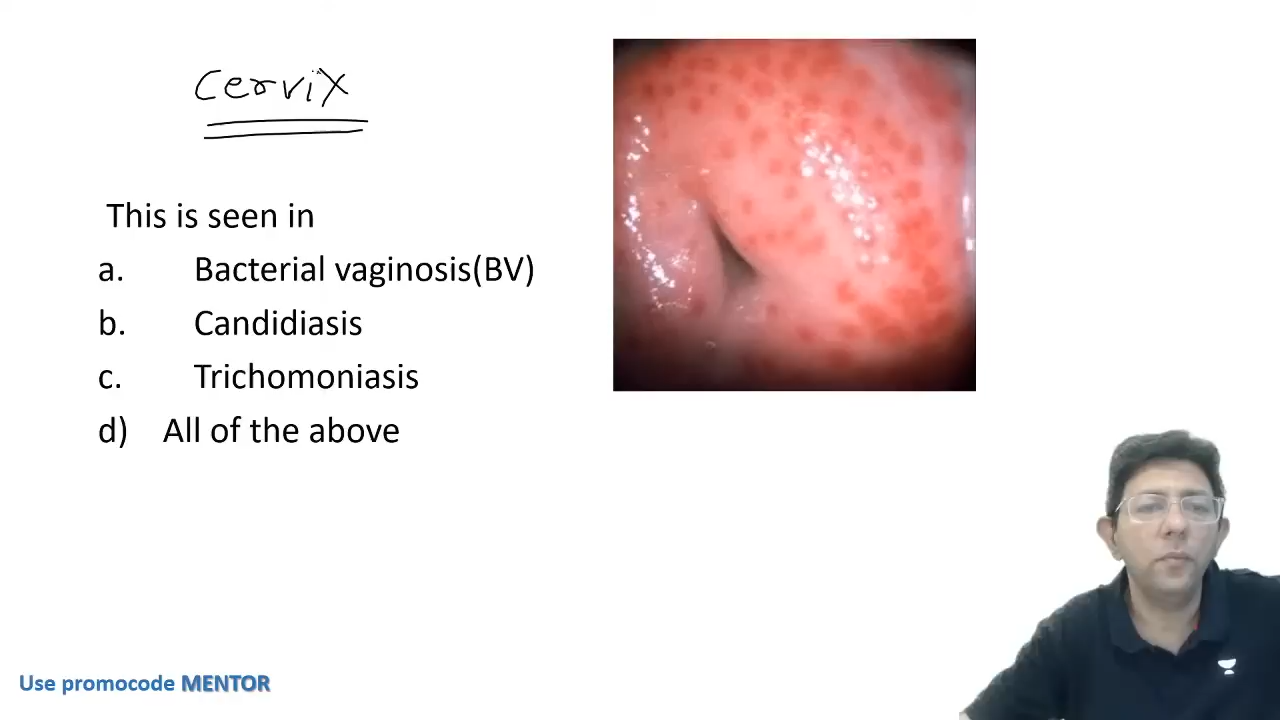 cervix
This is seen in
a. Bacterial vaginosis(BV)
b. Candidiasis
c. Trichomoniasis
d) All of the above
Use promocode MENTOR